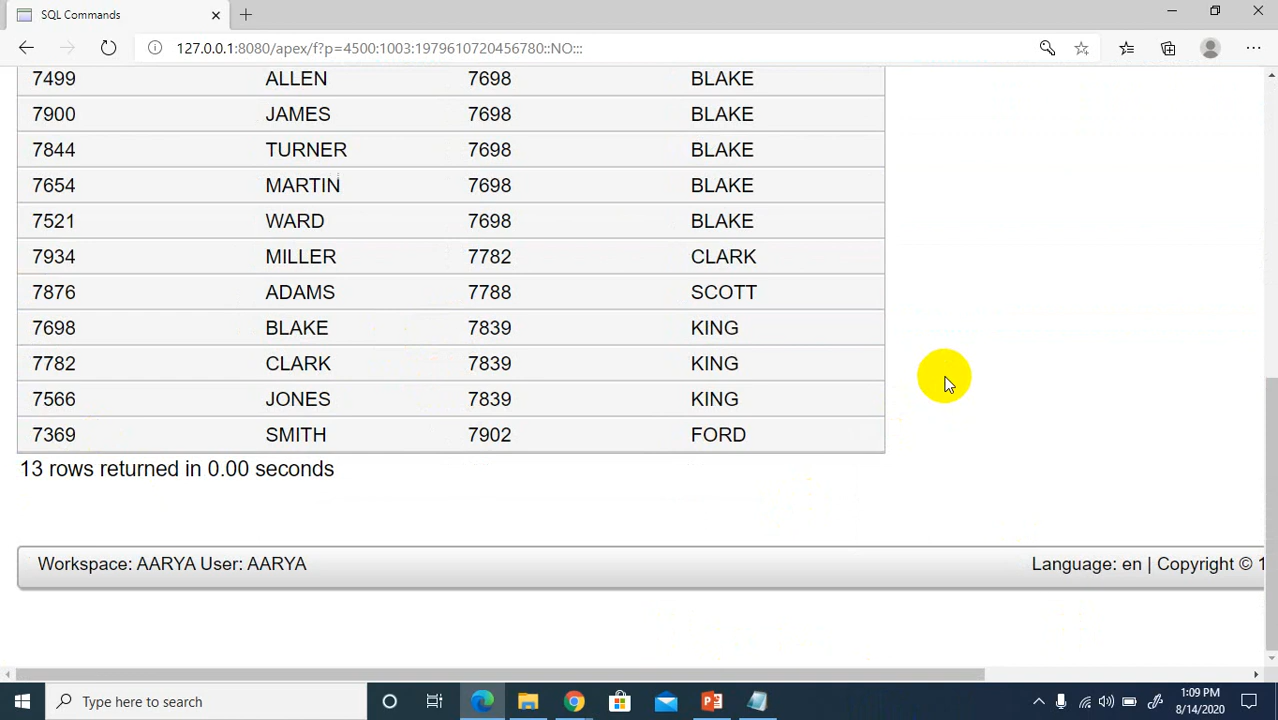 SQL Commands
127.0.0.1:8080/apex/f?p=4500:1003:1979610720456780::NO:::
7499 ALLEN 7698 BLAKE
7900 JAMES 7698 BLAKE
7844 TURNER 7698 BLAKE
7654 MARTIN 7698 BLAKE
7521 WARD 7698 BLAKE
7934 MILLER 7782 CLARK
7876 ADAMS 7788 SCOTT
7698 BLAKE 7839 KING
7782 CLARK 7839 KING
7566 JONES 7839 KING
7369 SMITH 7902 FORD
13 rows returned in 0.00 seconds
Workspace: AARYA User: AARYA Language: en | Copyright © 1
Type here to search
1:09 PM
8/14/2020